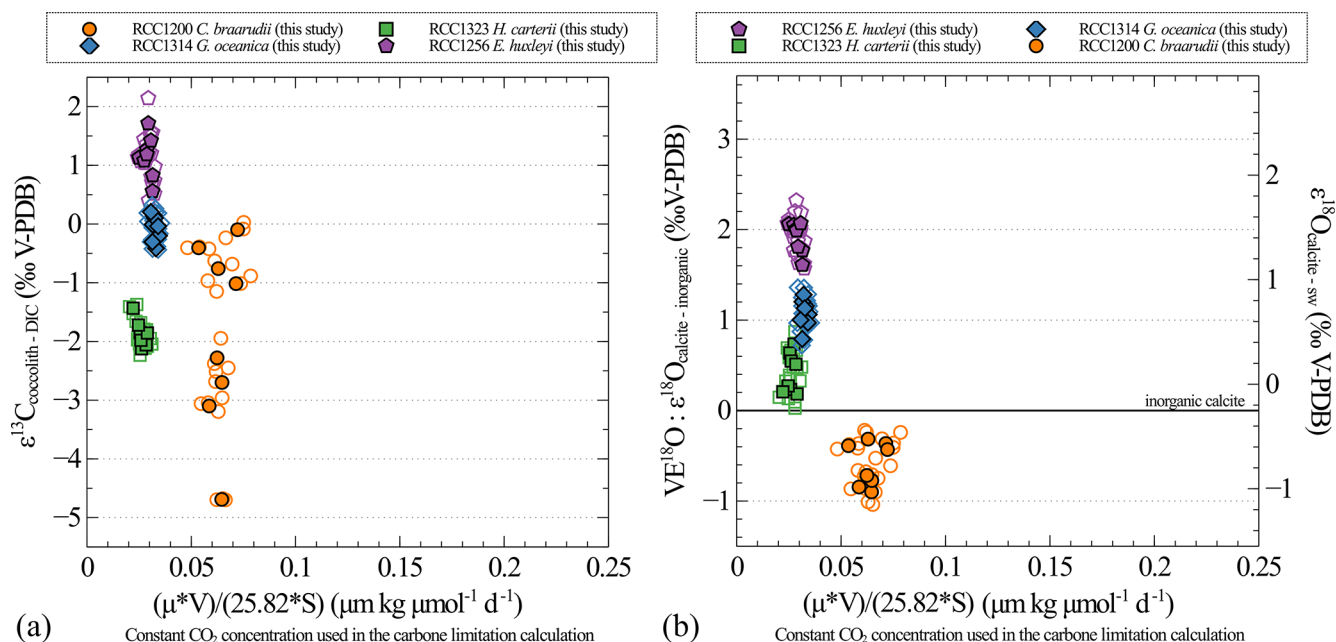 RCC1200 C. braarudii (this study) RCC1323 H. carterii (this study)
RCC1314 G. oceanica (this study) RCC1256 E. huxleyi (this study)
2
1
0
−1
−2
−3
−4
−5
ε¹³C_coccolith - DIC (‰ V-PDB)
0 0.05 0.1 0.15 0.2 0.25
(μ*V)/(25.82*S) (μm kg μmol⁻¹ d⁻¹)
(a)
Constant CO₂ concentration used in the carbone limitation calculation
RCC1256 E. huxleyi (this study) RCC1314 G. oceanica (this study)
RCC1323 H. carterii (this study) RCC1200 C. braarudii (this study)
3
2
1
0
−1
VE¹⁸O : ε¹⁸O_calcite - inorganic (‰V-PDB)
inorganic calcite
2
1
0
−1
ε¹⁸O_calcite - sw (‰ V-PDB)
0 0.05 0.1 0.15 0.2 0.25
(μ*V)/(25.82*S) (μm kg μmol⁻¹ d⁻¹)
(b)
Constant CO₂ concentration used in the carbone limitation calculation